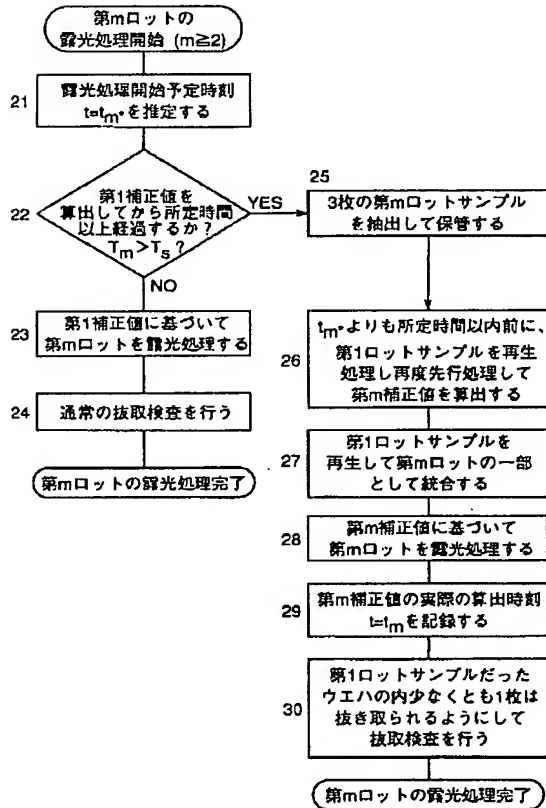 第mロットの
露光処理開始 (m≧2)
21
露光処理開始予定時刻
t=tm*を推定する
22
第1補正値を
算出してから所定時間
以上経過するか?
Tm>Ts?
YES
NO
23
第1補正値に基づいて
第mロットを露光処理する
24
通常の抜取検査を行う
第mロットの露光処理完了
25
3枚の第mロットサンプル
を抽出して保管する
26
tm*よりも所定時間以内前に、
第1ロットサンプルを再生
処理し再度先行処理して
第m補正値を算出する
27
第1ロットサンプルを
再生して第mロットの一部
として統合する
28
第m補正値に基づいて
第mロットを露光処理する
29
第m補正値の実際の算出時刻
t=tmを記録する
30
第1ロットサンプルだった
ウエハの内少なくとも1枚は
抜き取られるようにして
抜取検査を行う
第mロットの露光処理完了